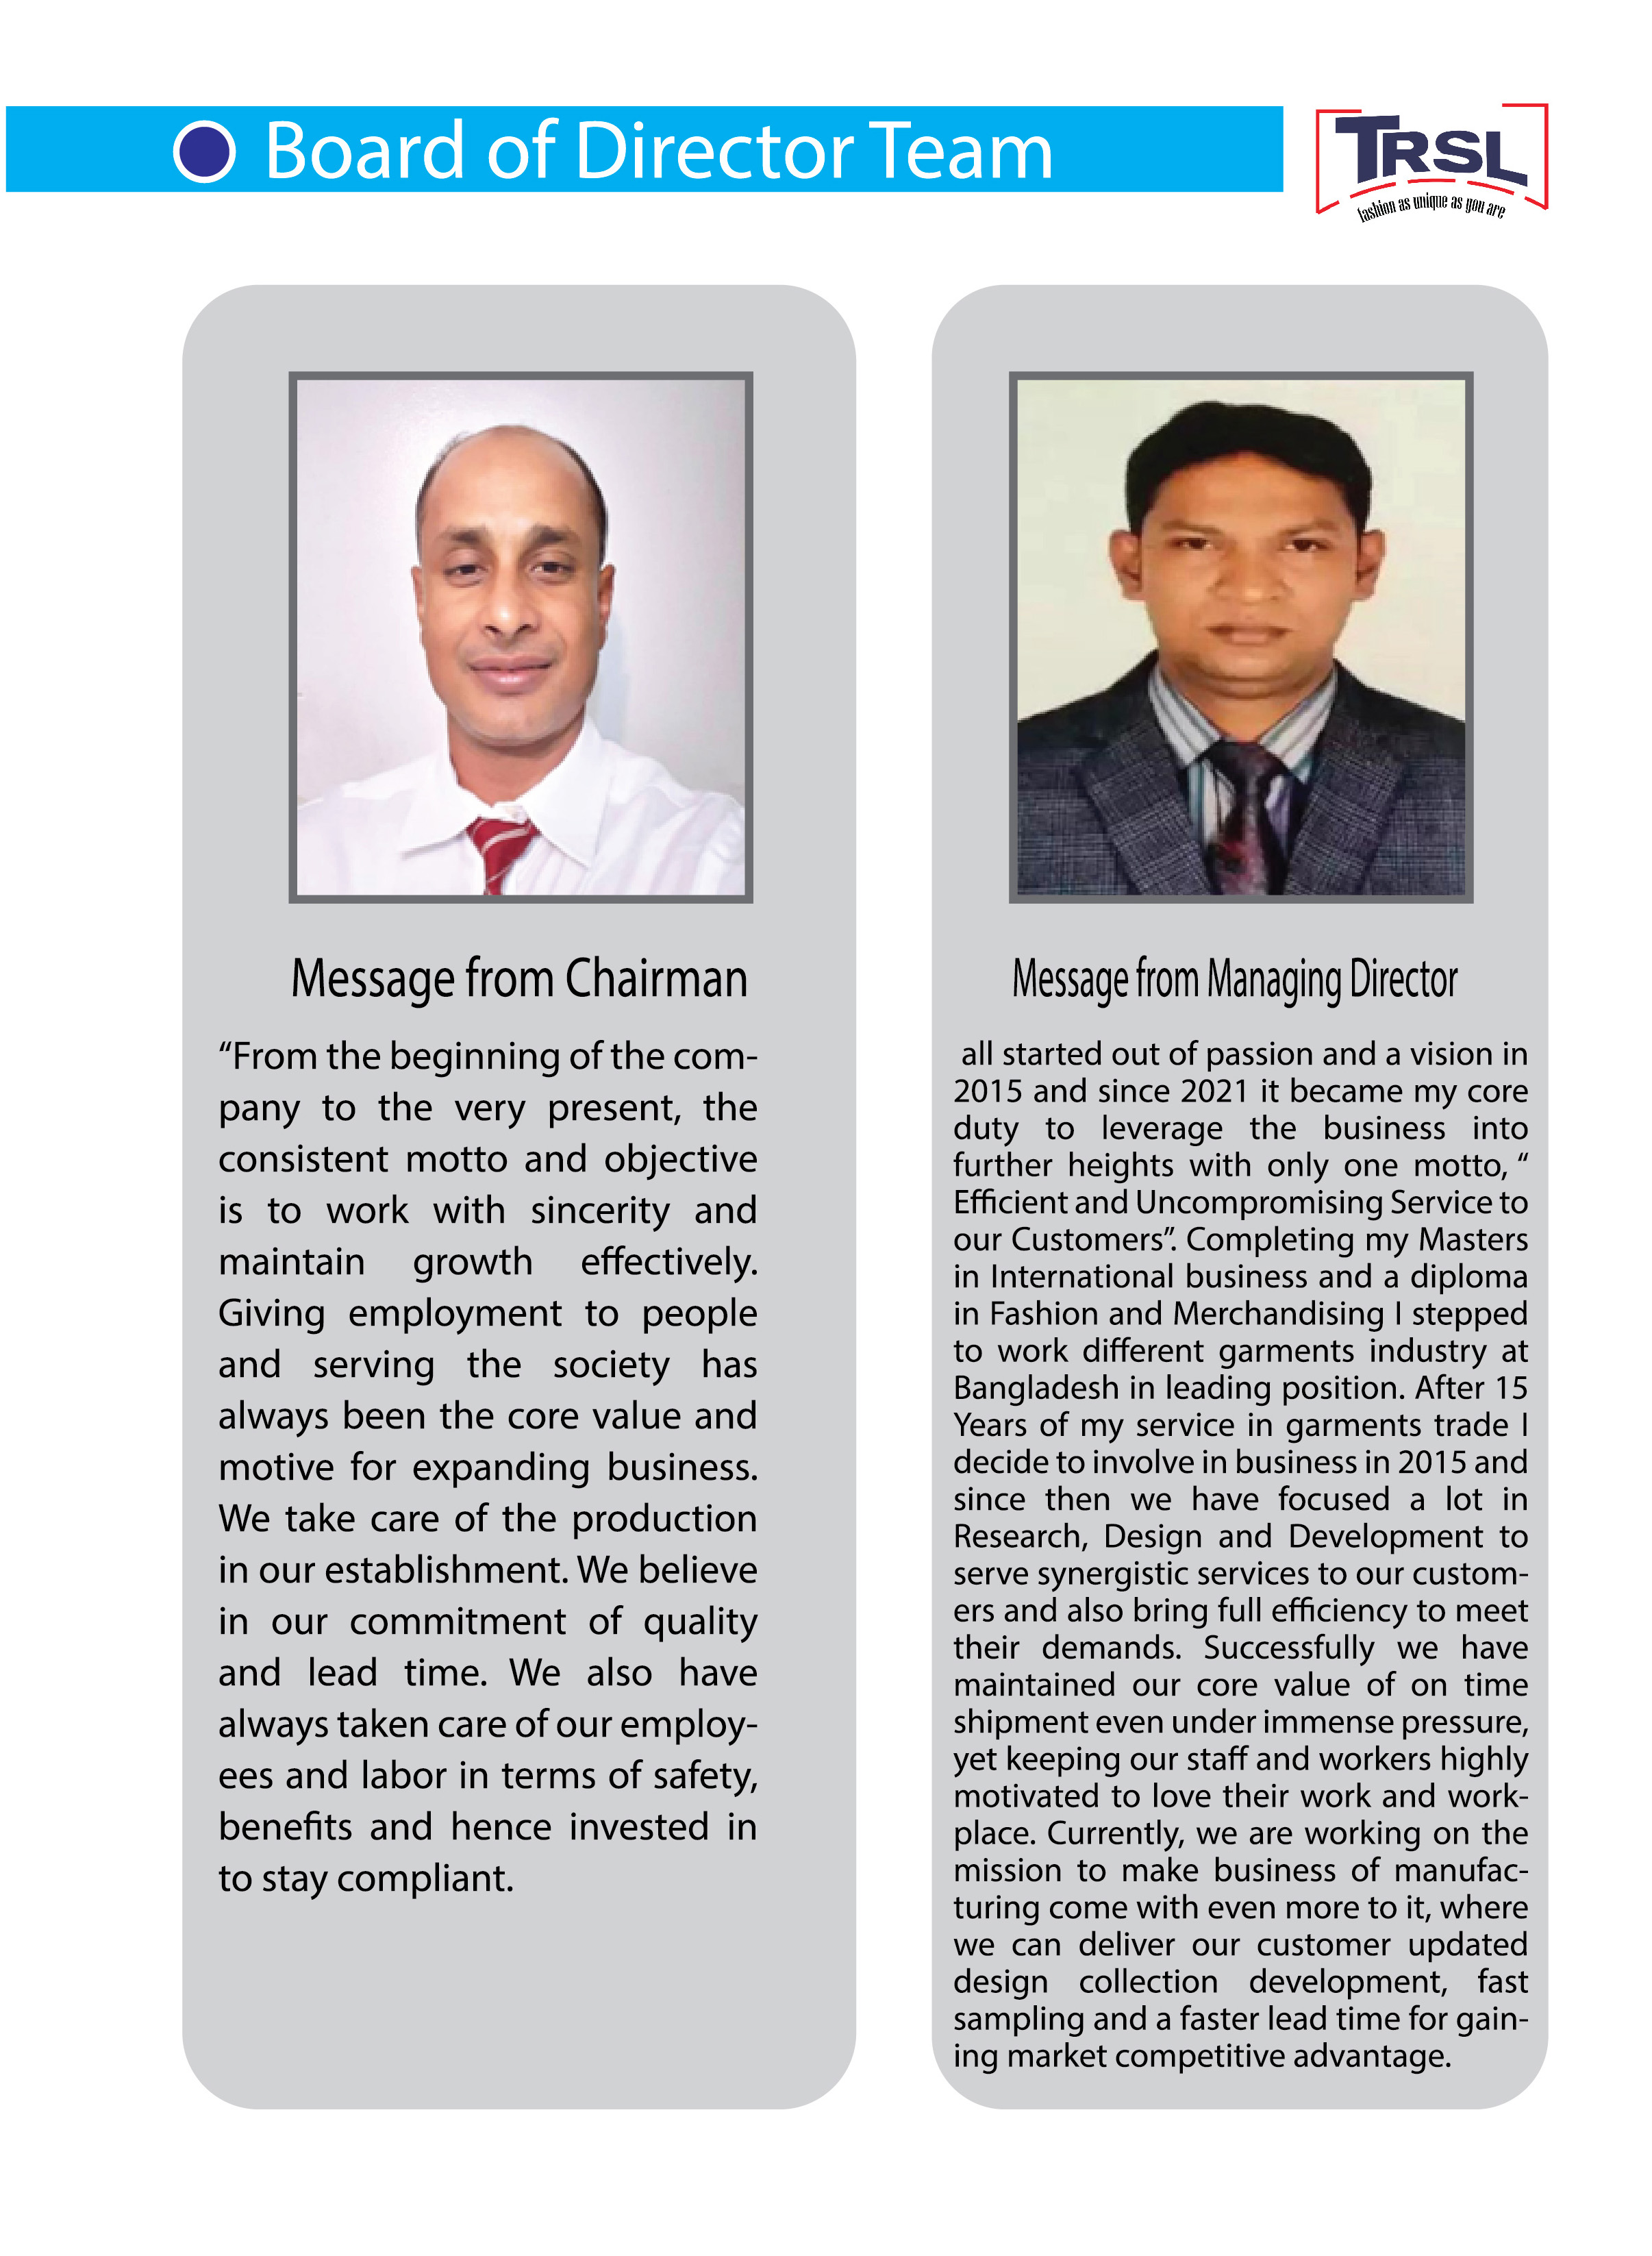 Board of Director Team
TRSL
fashion as unique as you are
Message from Chairman
“From the beginning of the com-
pany to the very present, the
consistent motto and objective
is to work with sincerity and
maintain growth effectively.
Giving employment to people
and serving the society has
always been the core value and
motive for expanding business.
We take care of the production
in our establishment. We believe
in our commitment of quality
and lead time. We also have
always taken care of our employ-
ees and labor in terms of safety,
benefits and hence invested in
to stay compliant.
Message from Managing Director
all started out of passion and a vision in
2015 and since 2021 it became my core
duty to leverage the business into
further heights with only one motto, “
Efficient and Uncompromising Service to
our Customers”. Completing my Masters
in International business and a diploma
in Fashion and Merchandising I stepped
to work different garments industry at
Bangladesh in leading position. After 15
Years of my service in garments trade I
decide to involve in business in 2015 and
since then we have focused a lot in
Research, Design and Development to
serve synergistic services to our custom-
ers and also bring full efficiency to meet
their demands. Successfully we have
maintained our core value of on time
shipment even under immense pressure,
yet keeping our staff and workers highly
motivated to love their work and work-
place. Currently, we are working on the
mission to make business of manufac-
turing come with even more to it, where
we can deliver our customer updated
design collection development, fast
sampling and a faster lead time for gain-
ing market competitive advantage.